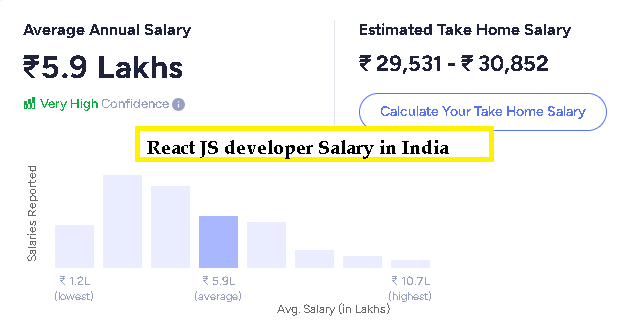 Average Annual Salary
₹5.9 Lakhs
Very High Confidence i
Estimated Take Home Salary
₹ 29,531 - ₹ 30,852
Calculate Your Take Home Salary
React JS developer Salary in India
Salaries Reported
₹ 1.2L
(lowest)
₹ 5.9L
(average)
₹ 10.7L
(highest)
Avg. Salary (in Lakhs)